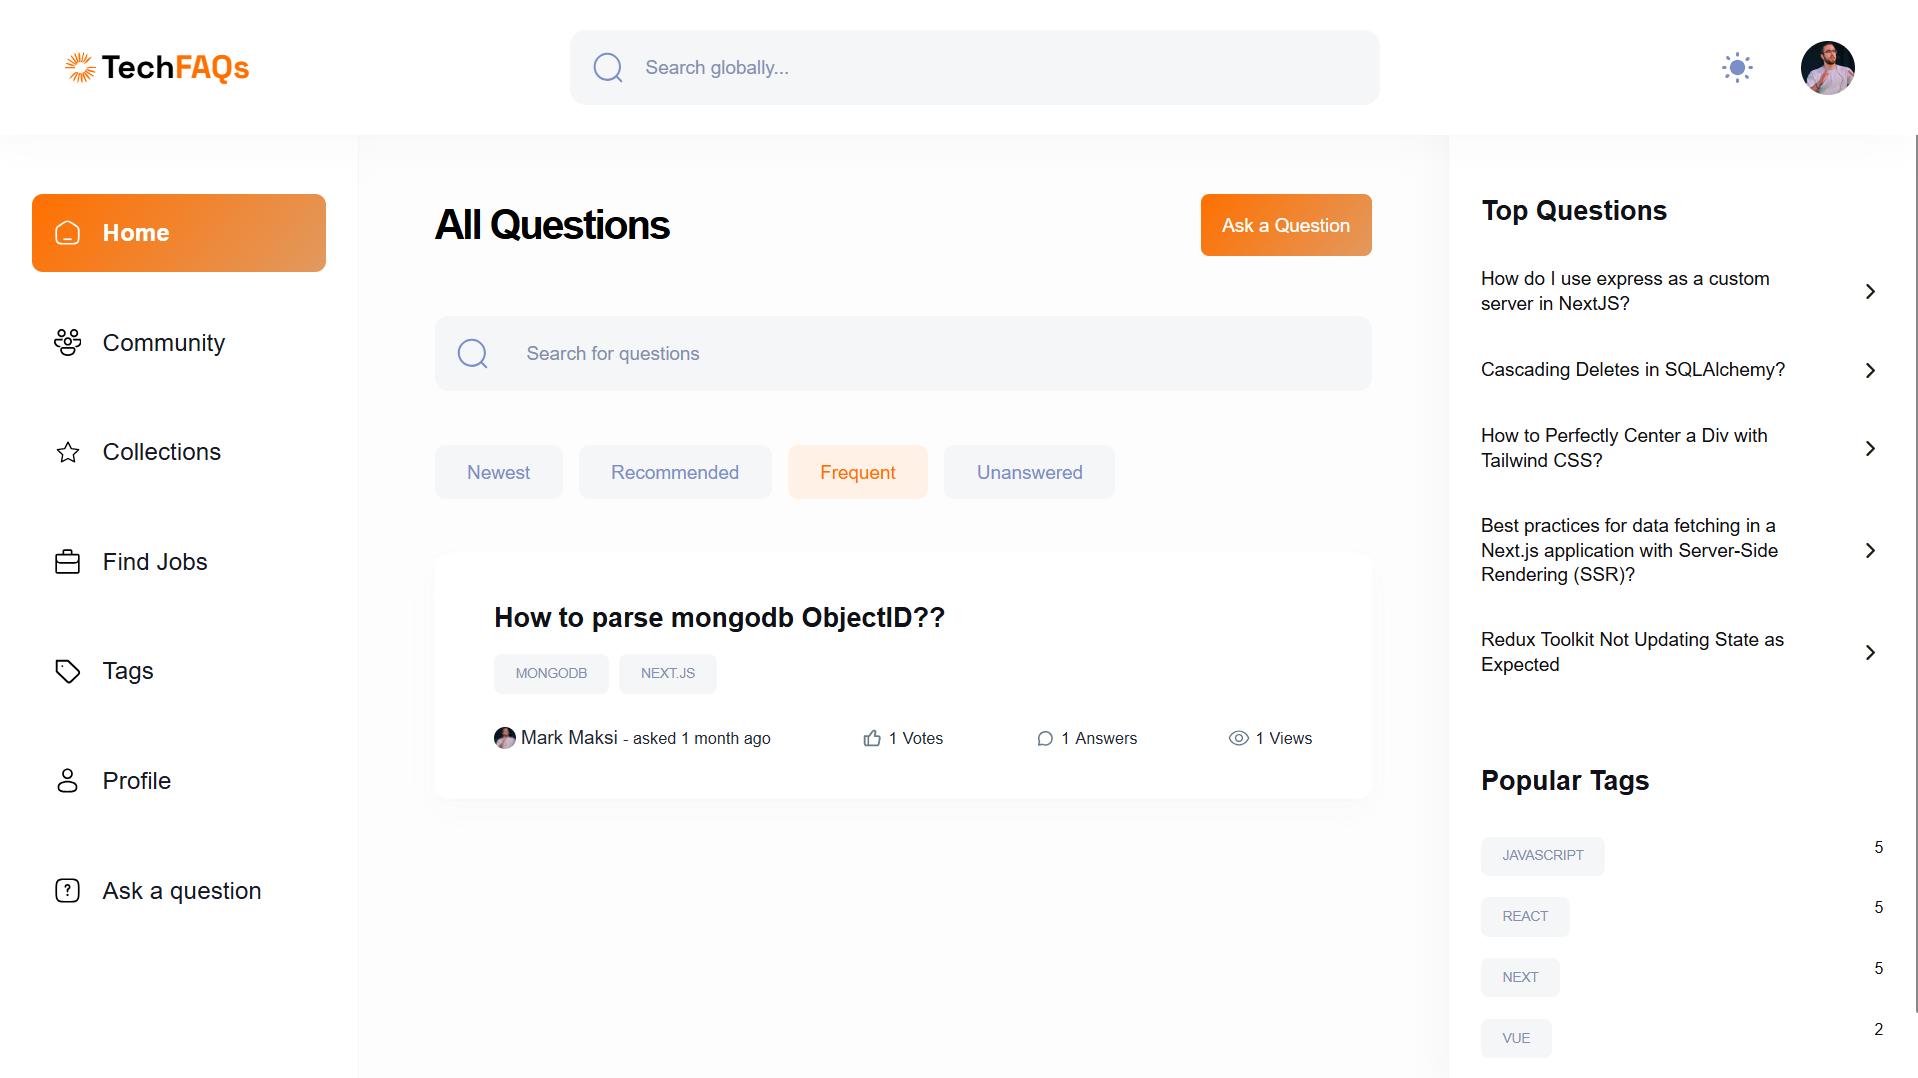 TechFAQs
Search globally...
Home
Community
Collections
Find Jobs
Tags
Profile
Ask a question
All Questions
Ask a Question
Search for questions
Newest
Recommended
Frequent
Unanswered
How to parse mongodb ObjectID??
MONGODB
NEXT.JS
Mark Maksi - asked 1 month ago
1 Votes
1 Answers
1 Views
Top Questions
How do I use express as a custom
server in NextJS?
Cascading Deletes in SQLAlchemy?
How to Perfectly Center a Div with
Tailwind CSS?
Best practices for data fetching in a
Next.js application with Server-Side
Rendering (SSR)?
Redux Toolkit Not Updating State as
Expected
Popular Tags
JAVASCRIPT 5
REACT 5
NEXT 5
VUE 2